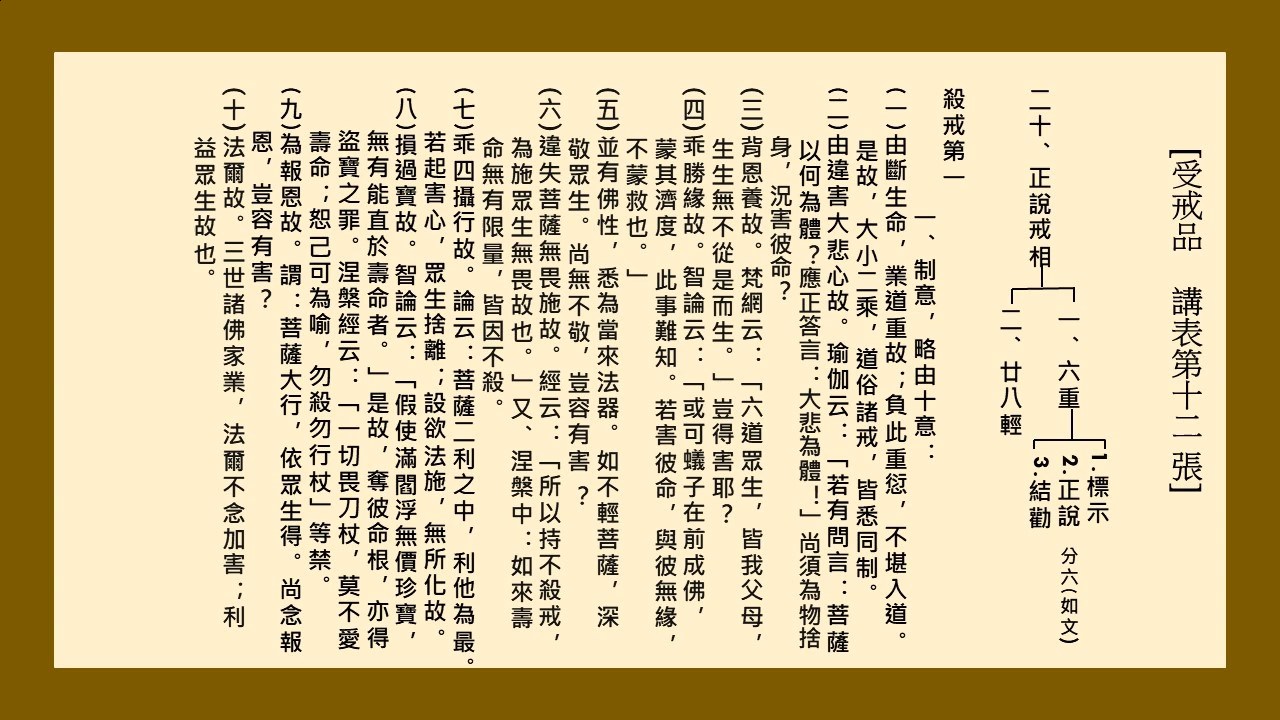 ［受戒品　講表第十二張］
二十、正說戒相
一、六重
1.標示
2.正說　分六(如文)
3.結勸
二、廿八輕
殺戒第一
一、制意，略由十意：
(一)由斷生命，業道重故；負此重愆，不堪入道。
是故，大小二乘，道俗諸戒，皆悉同制。
(二)由違害大悲心故。瑜伽云：「若有問言：菩薩
以何為體？應正答言：大悲為體！」尚須為物捨
身，況害彼命？
(三)背恩養故。梵網云：「六道眾生，皆我父母，
生生無不從是而生。」豈得害耶？
(四)乖勝緣故。智論云：「或可蟻子在前成佛，
蒙其濟度，此事難知。若害彼命，與彼無緣，
不蒙救也。」
(五)並有佛性，悉為當來法器。如不輕菩薩，深
敬眾生。尚無不敬，豈容有害？
(六)違失菩薩無畏施故。經云：「所以持不殺戒，
為施眾生無畏故也。」又、涅槃中：如來壽
命無有限量，皆因不殺。
(七)乖四攝行故。論云：菩薩二利之中，利他為最。
若起害心，眾生捨離；設欲法施，無所化故。
(八)損過寶故。智論云：「假使滿閻浮無價珍寶，
無有能直於壽命者。」是故，奪彼命根，亦得
盜寶之罪。涅槃經云：「一切畏刀杖，莫不愛
壽命；恕己可為喻，勿殺勿行杖」等禁。
(九)為報恩故。謂：菩薩大行，依眾生得。尚念報
恩，豈容有害？
(十)法爾故。三世諸佛家業，法爾不念加害；利
益眾生故也。